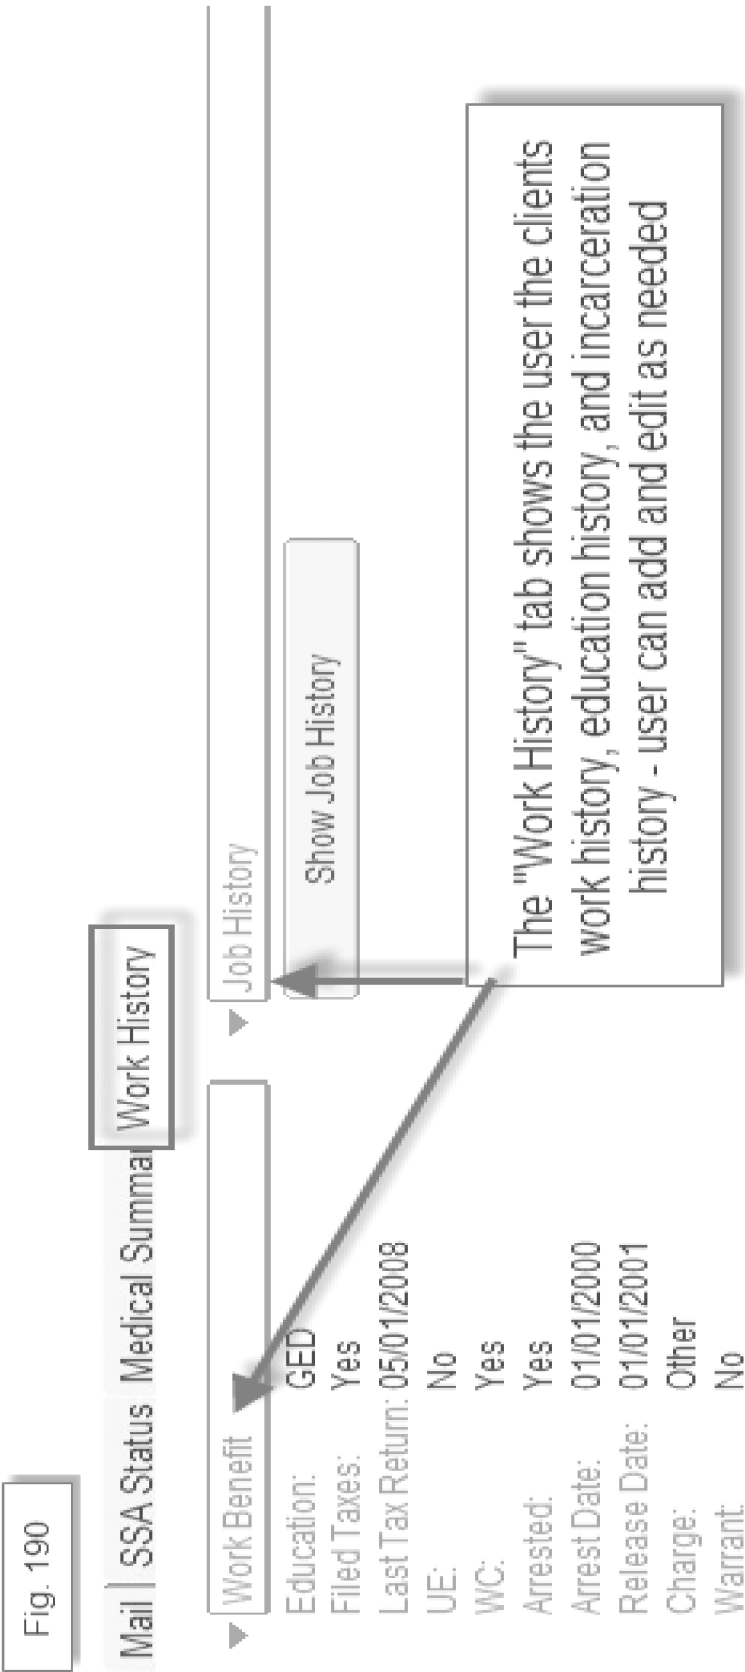 Fig. 190
Mail SSA Status Medical Summa Work History
Work Benefit
Education: GED
Filed Taxes: Yes
Last Tax Return: 05/01/2008
UE: No
WC: Yes
Arrested: Yes
Arrest Date: 01/01/2000
Release Date: 01/01/2001
Charge: Other
Warrant: No
Job History
Show Job History
The "Work History" tab shows the user the clients
work history, education history, and incarceration
history - user can add and edit as needed